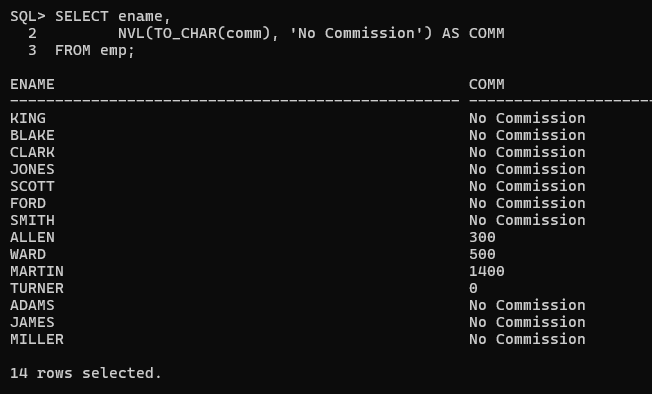 SQL> SELECT ename,
  2         NVL(TO_CHAR(comm), 'No Commission') AS COMM
  3  FROM emp;
ENAME                                              COMM
-------------------------------------------------- ---------------------
KING                                               No Commission
BLAKE                                              No Commission
CLARK                                              No Commission
JONES                                              No Commission
SCOTT                                              No Commission
FORD                                               No Commission
SMITH                                              No Commission
ALLEN                                              300
WARD                                               500
MARTIN                                             1400
TURNER                                             0
ADAMS                                              No Commission
JAMES                                              No Commission
MILLER                                             No Commission
14 rows selected.